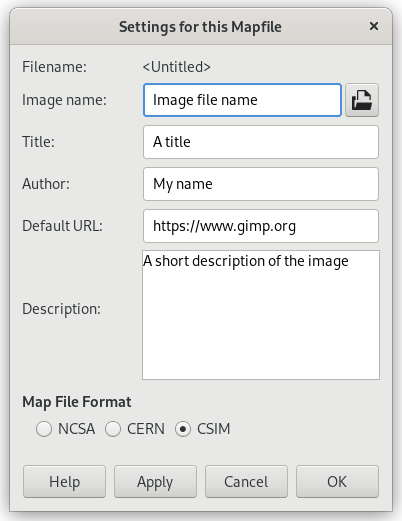 Settings for this Mapfile
Filename: <Untitled>
Image name: Image file name
Title: A title
Author: My name
Default URL: https://www.gimp.org
A short description of the image
Description:
Map File Format
NCSA CERN CSIM
Help Apply Cancel OK